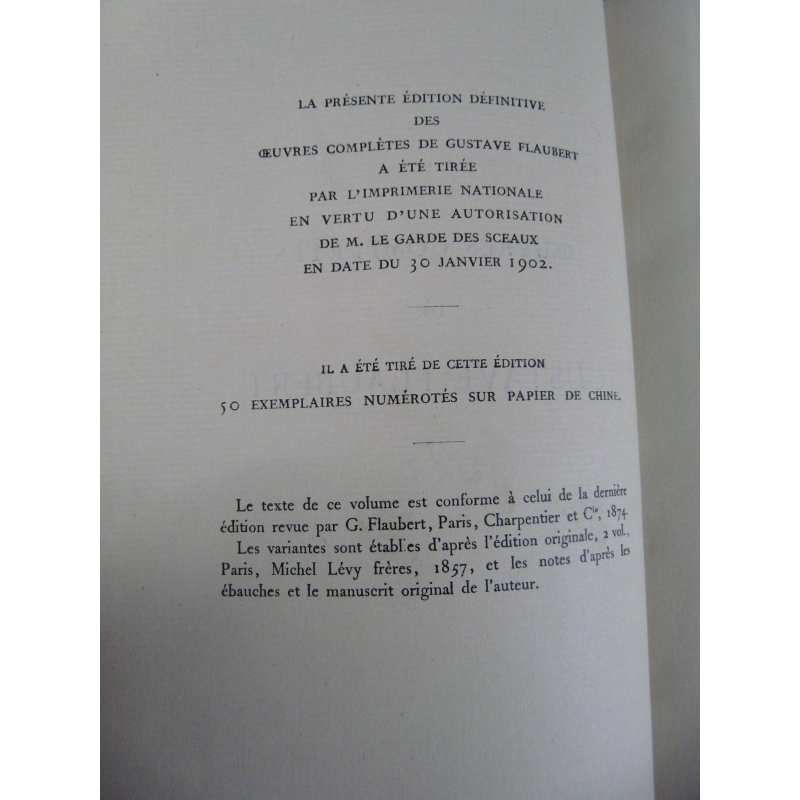 LA PRÉSENTE ÉDITION DÉFINITIVE
DES
ŒUVRES COMPLÈTES DE GUSTAVE FLAUBERT
A ÉTÉ TIRÉE
PAR L'IMPRIMERIE NATIONALE
EN VERTU D'UNE AUTORISATION
DE M. LE GARDE DES SCEAUX
EN DATE DU 30 JANVIER 1902.
IL A ÉTÉ TIRÉ DE CETTE ÉDITION
50 EXEMPLAIRES NUMÉROTÉS SUR PAPIER DE CHINE.
Le texte de ce volume est conforme à celui de la dernière
édition revue par G. Flaubert, Paris, Charpentier et Cie, 1874.
Les variantes sont établies d'après l'édition originale, 2 vol.,
Paris, Michel Lévy frères, 1857, et les notes d'après les
ébauches et le manuscrit original de l'auteur.